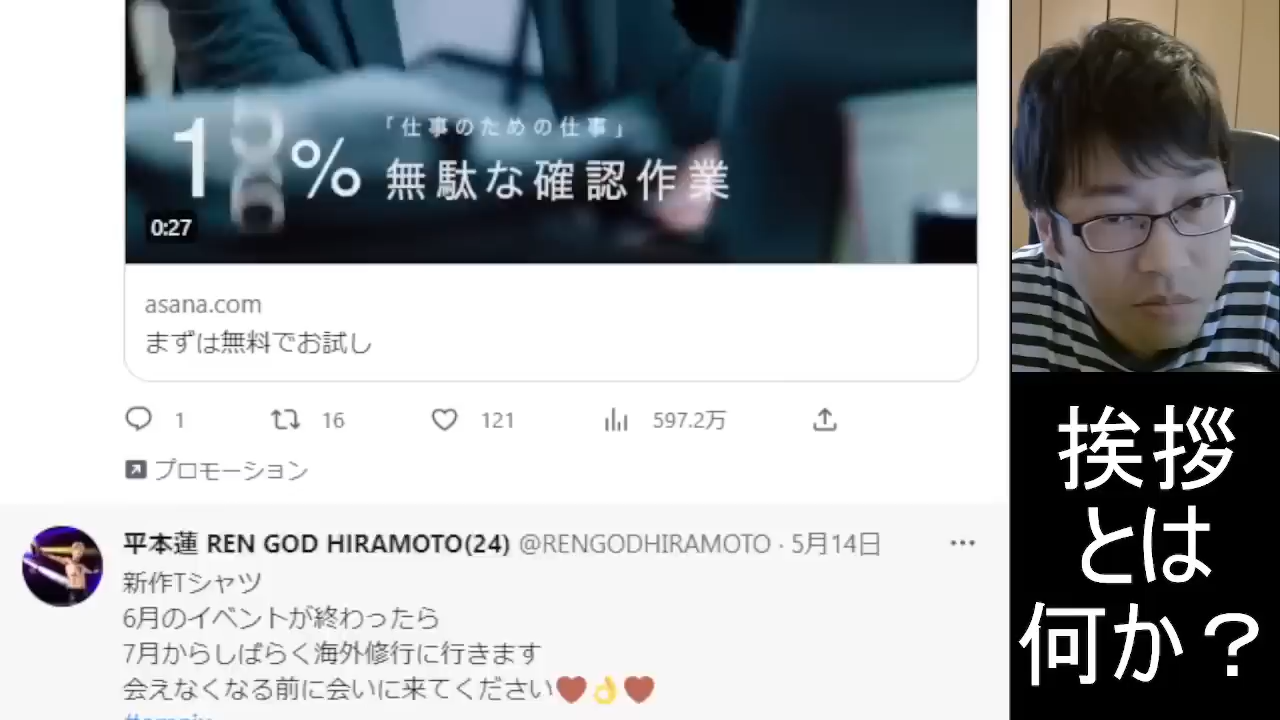 「仕事のための仕事」
% 無駄な確認作業
0:27
asana.com
まずは無料でお試し
1 16 121 597.2万
プロモーション
平本蓮 REN GOD HIRAMOTO(24) @RENGODHIRAMOTO · 5月14日
新作Tシャツ
6月のイベントが終わったら
7月からしばらく海外修行に行きます
会えなくなる前に会いに来てください❤👌❤
挨拶
とは
何か？